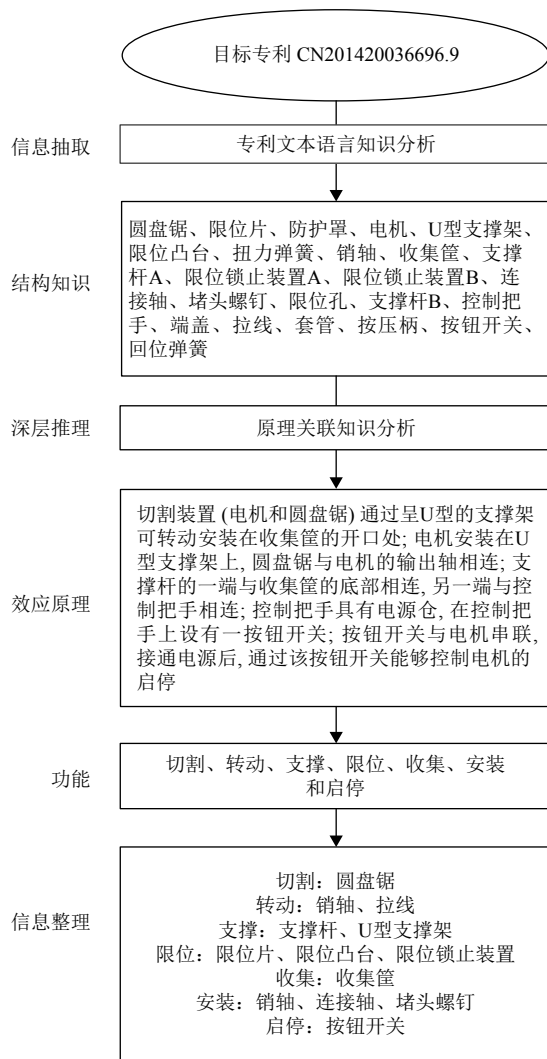 目标专利 CN201420036696.9
信息抽取
专利文本语言知识分析
结构知识
圆盘锯、限位片、防护罩、电机、U型支撑架、
限位凸台、扭力弹簧、销轴、收集筐、支撑
杆A、限位锁止装置A、限位锁止装置B、连
接轴、堵头螺钉、限位孔、支撑杆B、控制把
手、端盖、拉线、套管、按压柄、按钮开关、
回位弹簧
深层推理
原理关联知识分析
效应原理
切割装置 (电机和圆盘锯) 通过呈U型的支撑架
可转动安装在收集筐的开口处; 电机安装在U
型支撑架上, 圆盘锯与电机的输出轴相连; 支
撑杆的一端与收集筐的底部相连, 另一端与控
制把手相连; 控制把手具有电源仓, 在控制把
手上设有一按钮开关; 按钮开关与电机串联,
接通电源后, 通过该按钮开关能够控制电机的
启停
功能
切割、转动、支撑、限位、收集、安装
和启停
信息整理
切割：圆盘锯
转动：销轴、拉线
支撑：支撑杆、U型支撑架
限位：限位片、限位凸台、限位锁止装置
收集：收集筐
安装：销轴、连接轴、堵头螺钉
启停：按钮开关